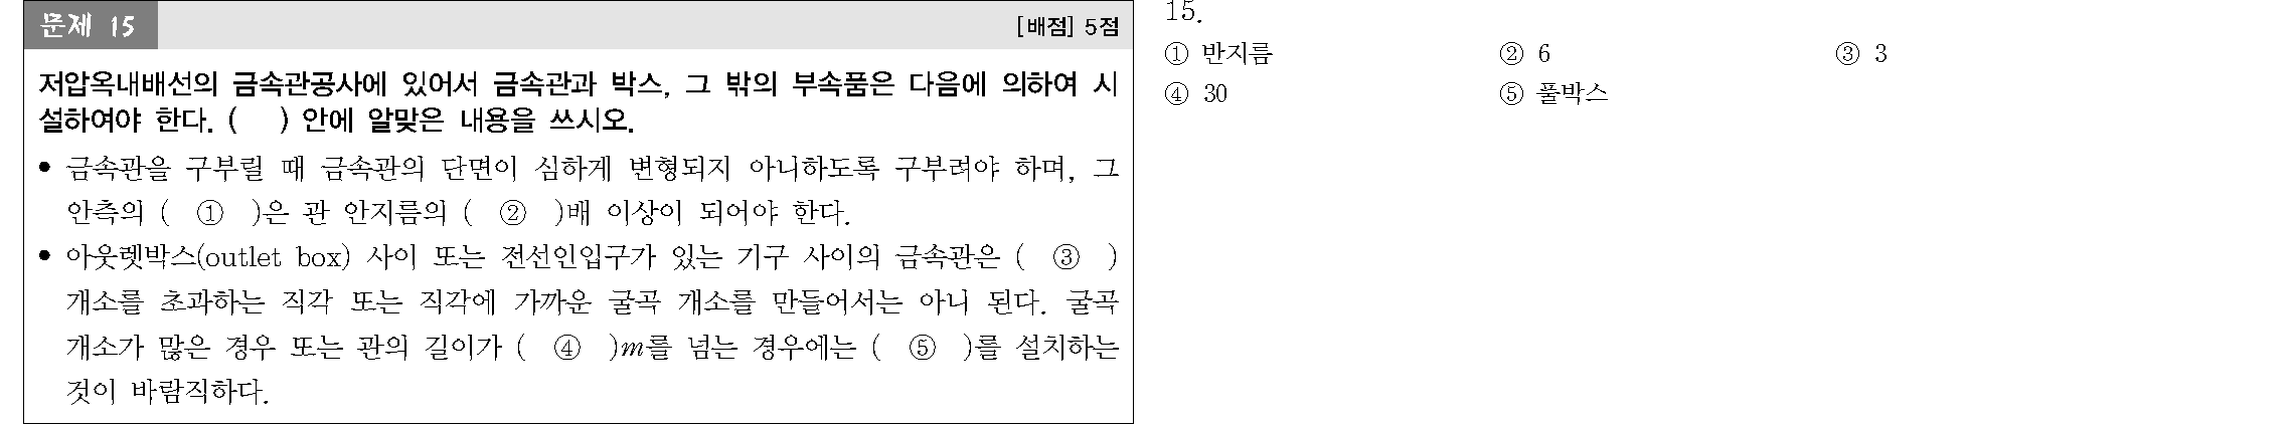 문제 15 [배점] 5점
저압옥내배선의 금속관공사에 있어서 금속관과 박스, 그 밖의 부속품은 다음에 의하여 시
설하여야 한다. (   ) 안에 알맞은 내용을 쓰시오.
• 금속관을 구부릴 때 금속관의 단면이 심하게 변형되지 아니하도록 구부려야 하며, 그
안측의 ( ① )은 관 안지름의 ( ② )배 이상이 되어야 한다.
• 아웃렛박스(outlet box) 사이 또는 전선인입구가 있는 기구 사이의 금속관은 ( ③ )
개소를 초과하는 직각 또는 직각에 가까운 굴곡 개소를 만들어서는 아니 된다. 굴곡
개소가 많은 경우 또는 관의 길이가 ( ④ )m를 넘는 경우에는 ( ⑤ )를 설치하는
것이 바람직하다.
15.
① 반지름 ② 6 ③ 3
④ 30 ⑤ 풀박스